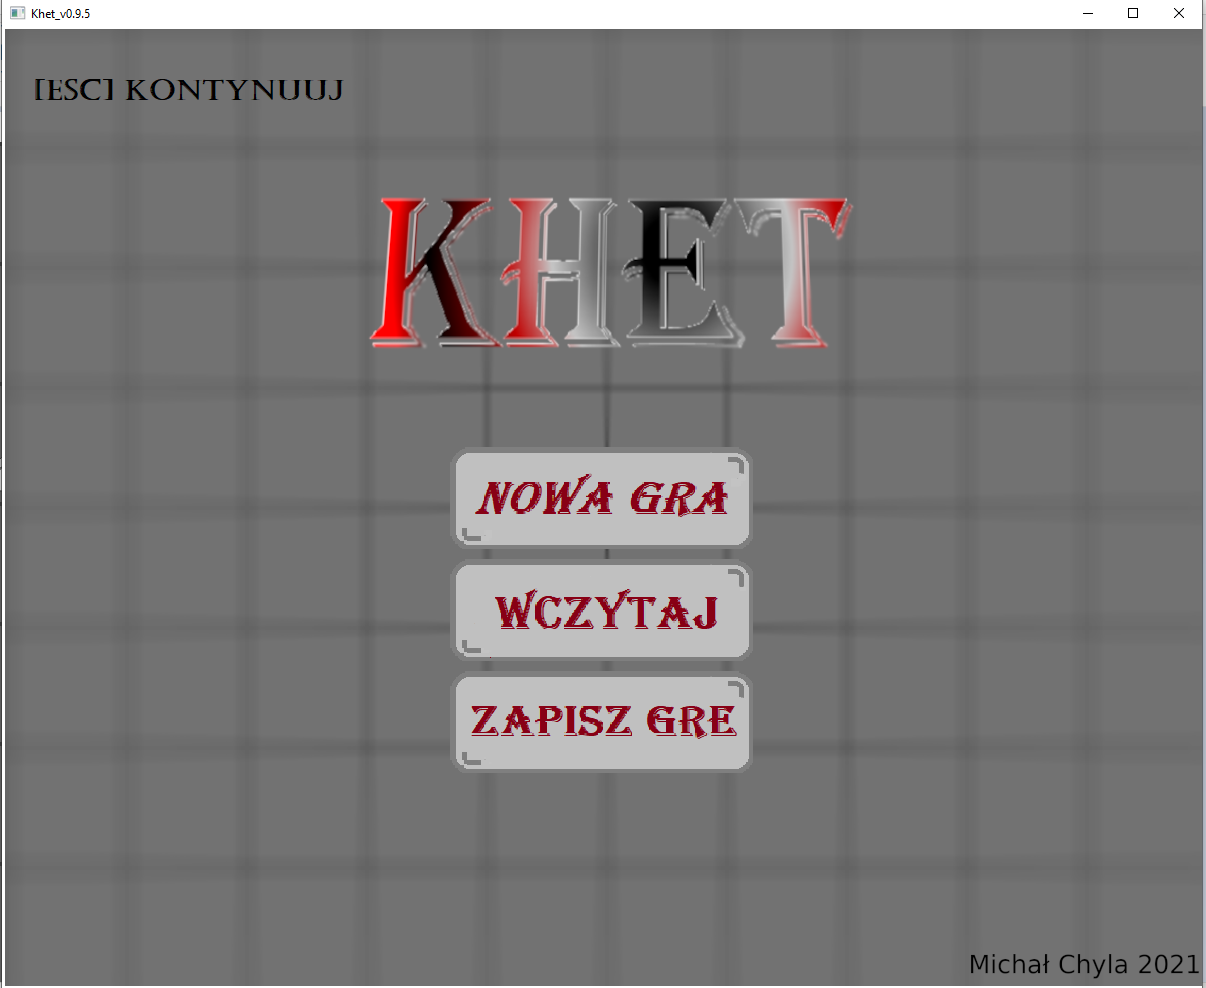 Khet_v0.9.5
[ESC] KONTYNUUJ
KHET
NOWA GRA
WCZYTAJ
ZAPISZ GRE
Michał Chyla 2021